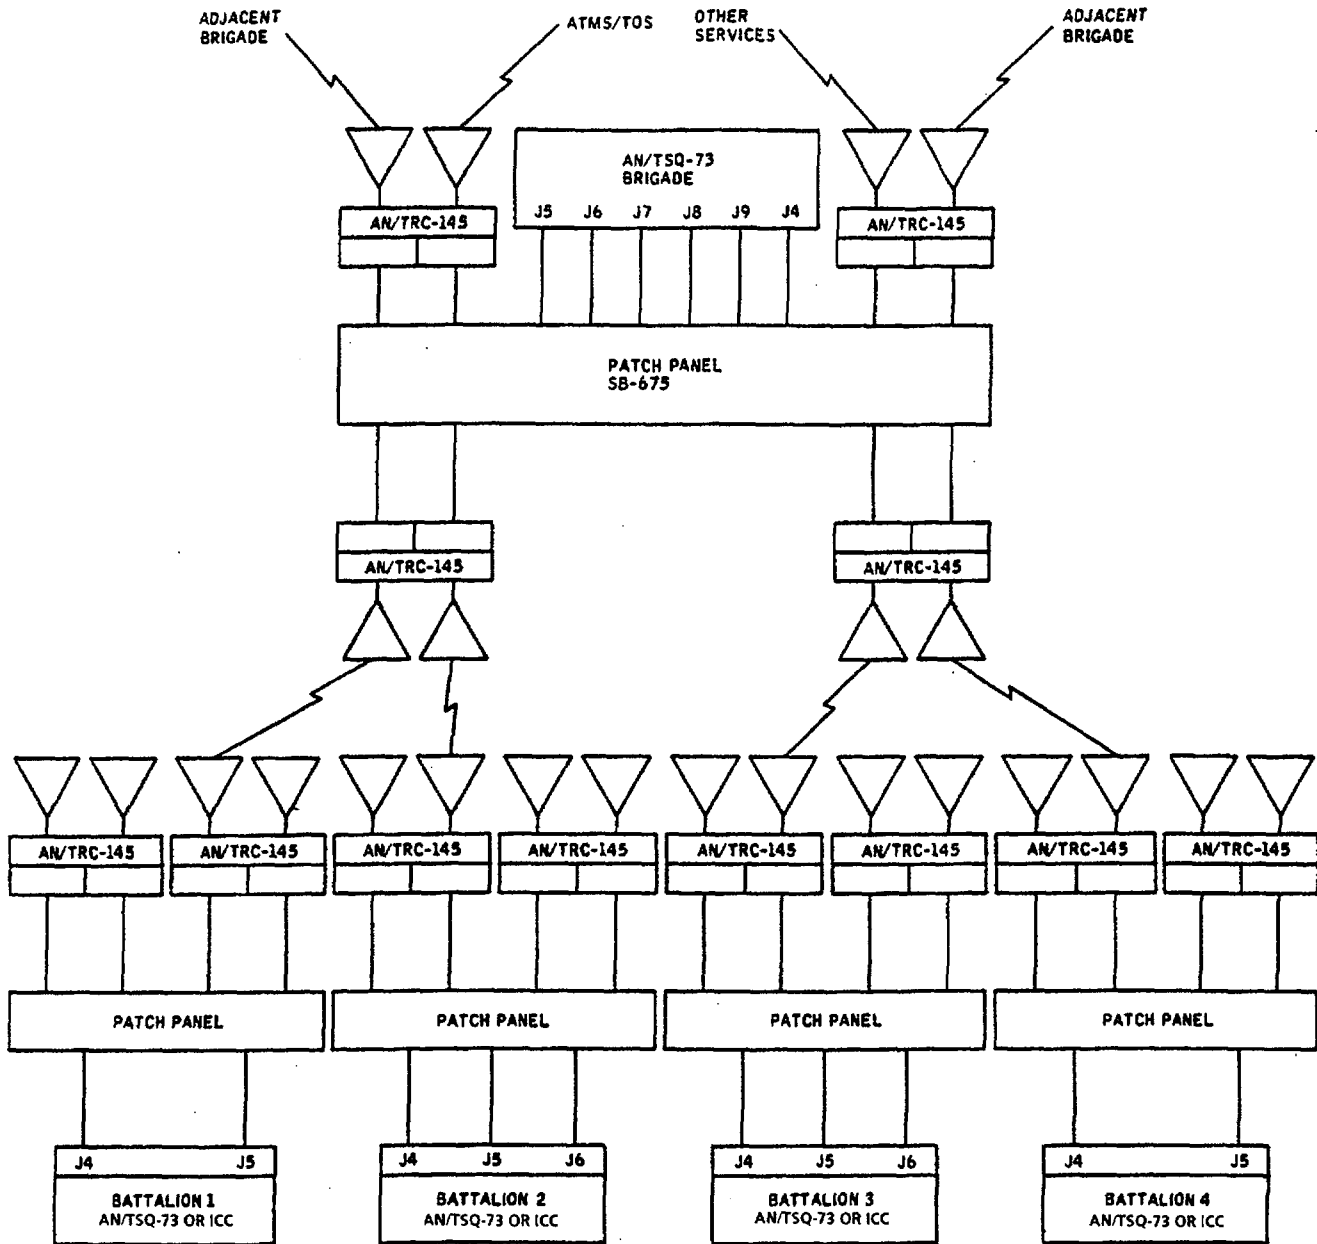 ADJACENT
BRIGADE
ATMS/TOS
OTHER
SERVICES
ADJACENT
BRIGADE
AN/TSQ-73
BRIGADE
J5 J6 J7 J8 J9 J4
AN/TRC-145
AN/TRC-145
PATCH PANEL
SB-675
AN/TRC-145
AN/TRC-145
AN/TRC-145
AN/TRC-145
AN/TRC-145
AN/TRC-145
AN/TRC-145
AN/TRC-145
AN/TRC-145
AN/TRC-145
PATCH PANEL
PATCH PANEL
PATCH PANEL
PATCH PANEL
J4 J5
BATTALION 1
AN/TSQ-73 OR ICC
J4 J5 J6
BATTALION 2
AN/TSQ-73 OR ICC
J4 J5 J6
BATTALION 3
AN/TSQ-73 OR ICC
J4 J5
BATTALION 4
AN/TSQ-73 OR ICC